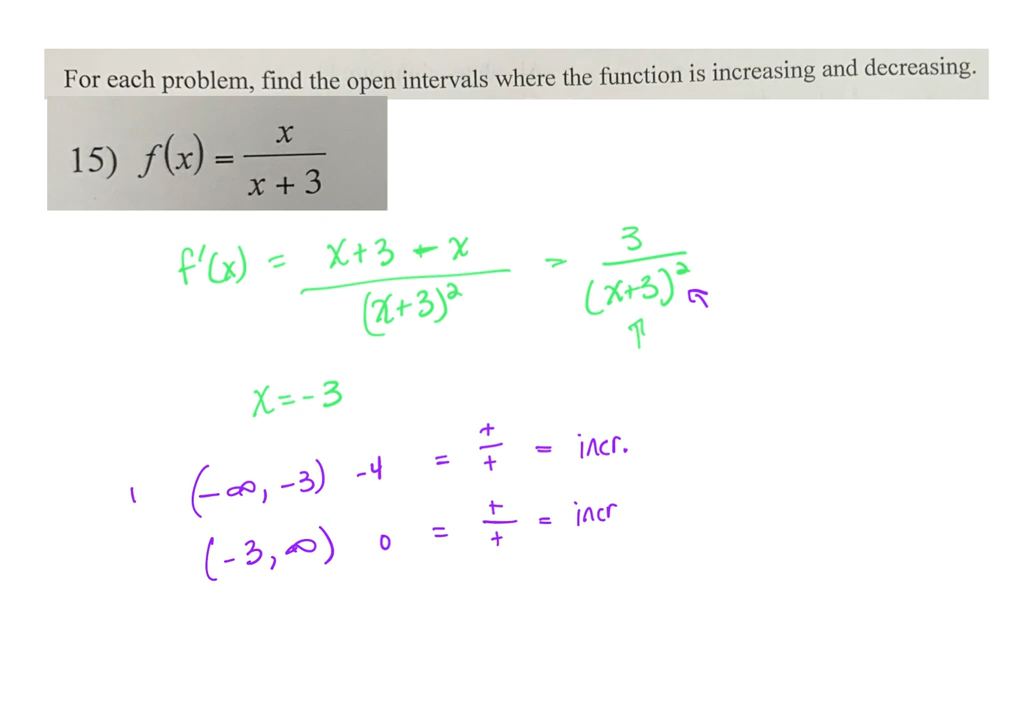 For each problem, find the open intervals where the function is increasing and decreasing.
15) f(x) = x / (x + 3)
f'(x) = (x+3 - x) / (x+3)² = 3 / (x+3)²
x = -3
(-∞, -3) -4 = +/+ = incr.
(-3, ∞) 0 = +/+ = incr